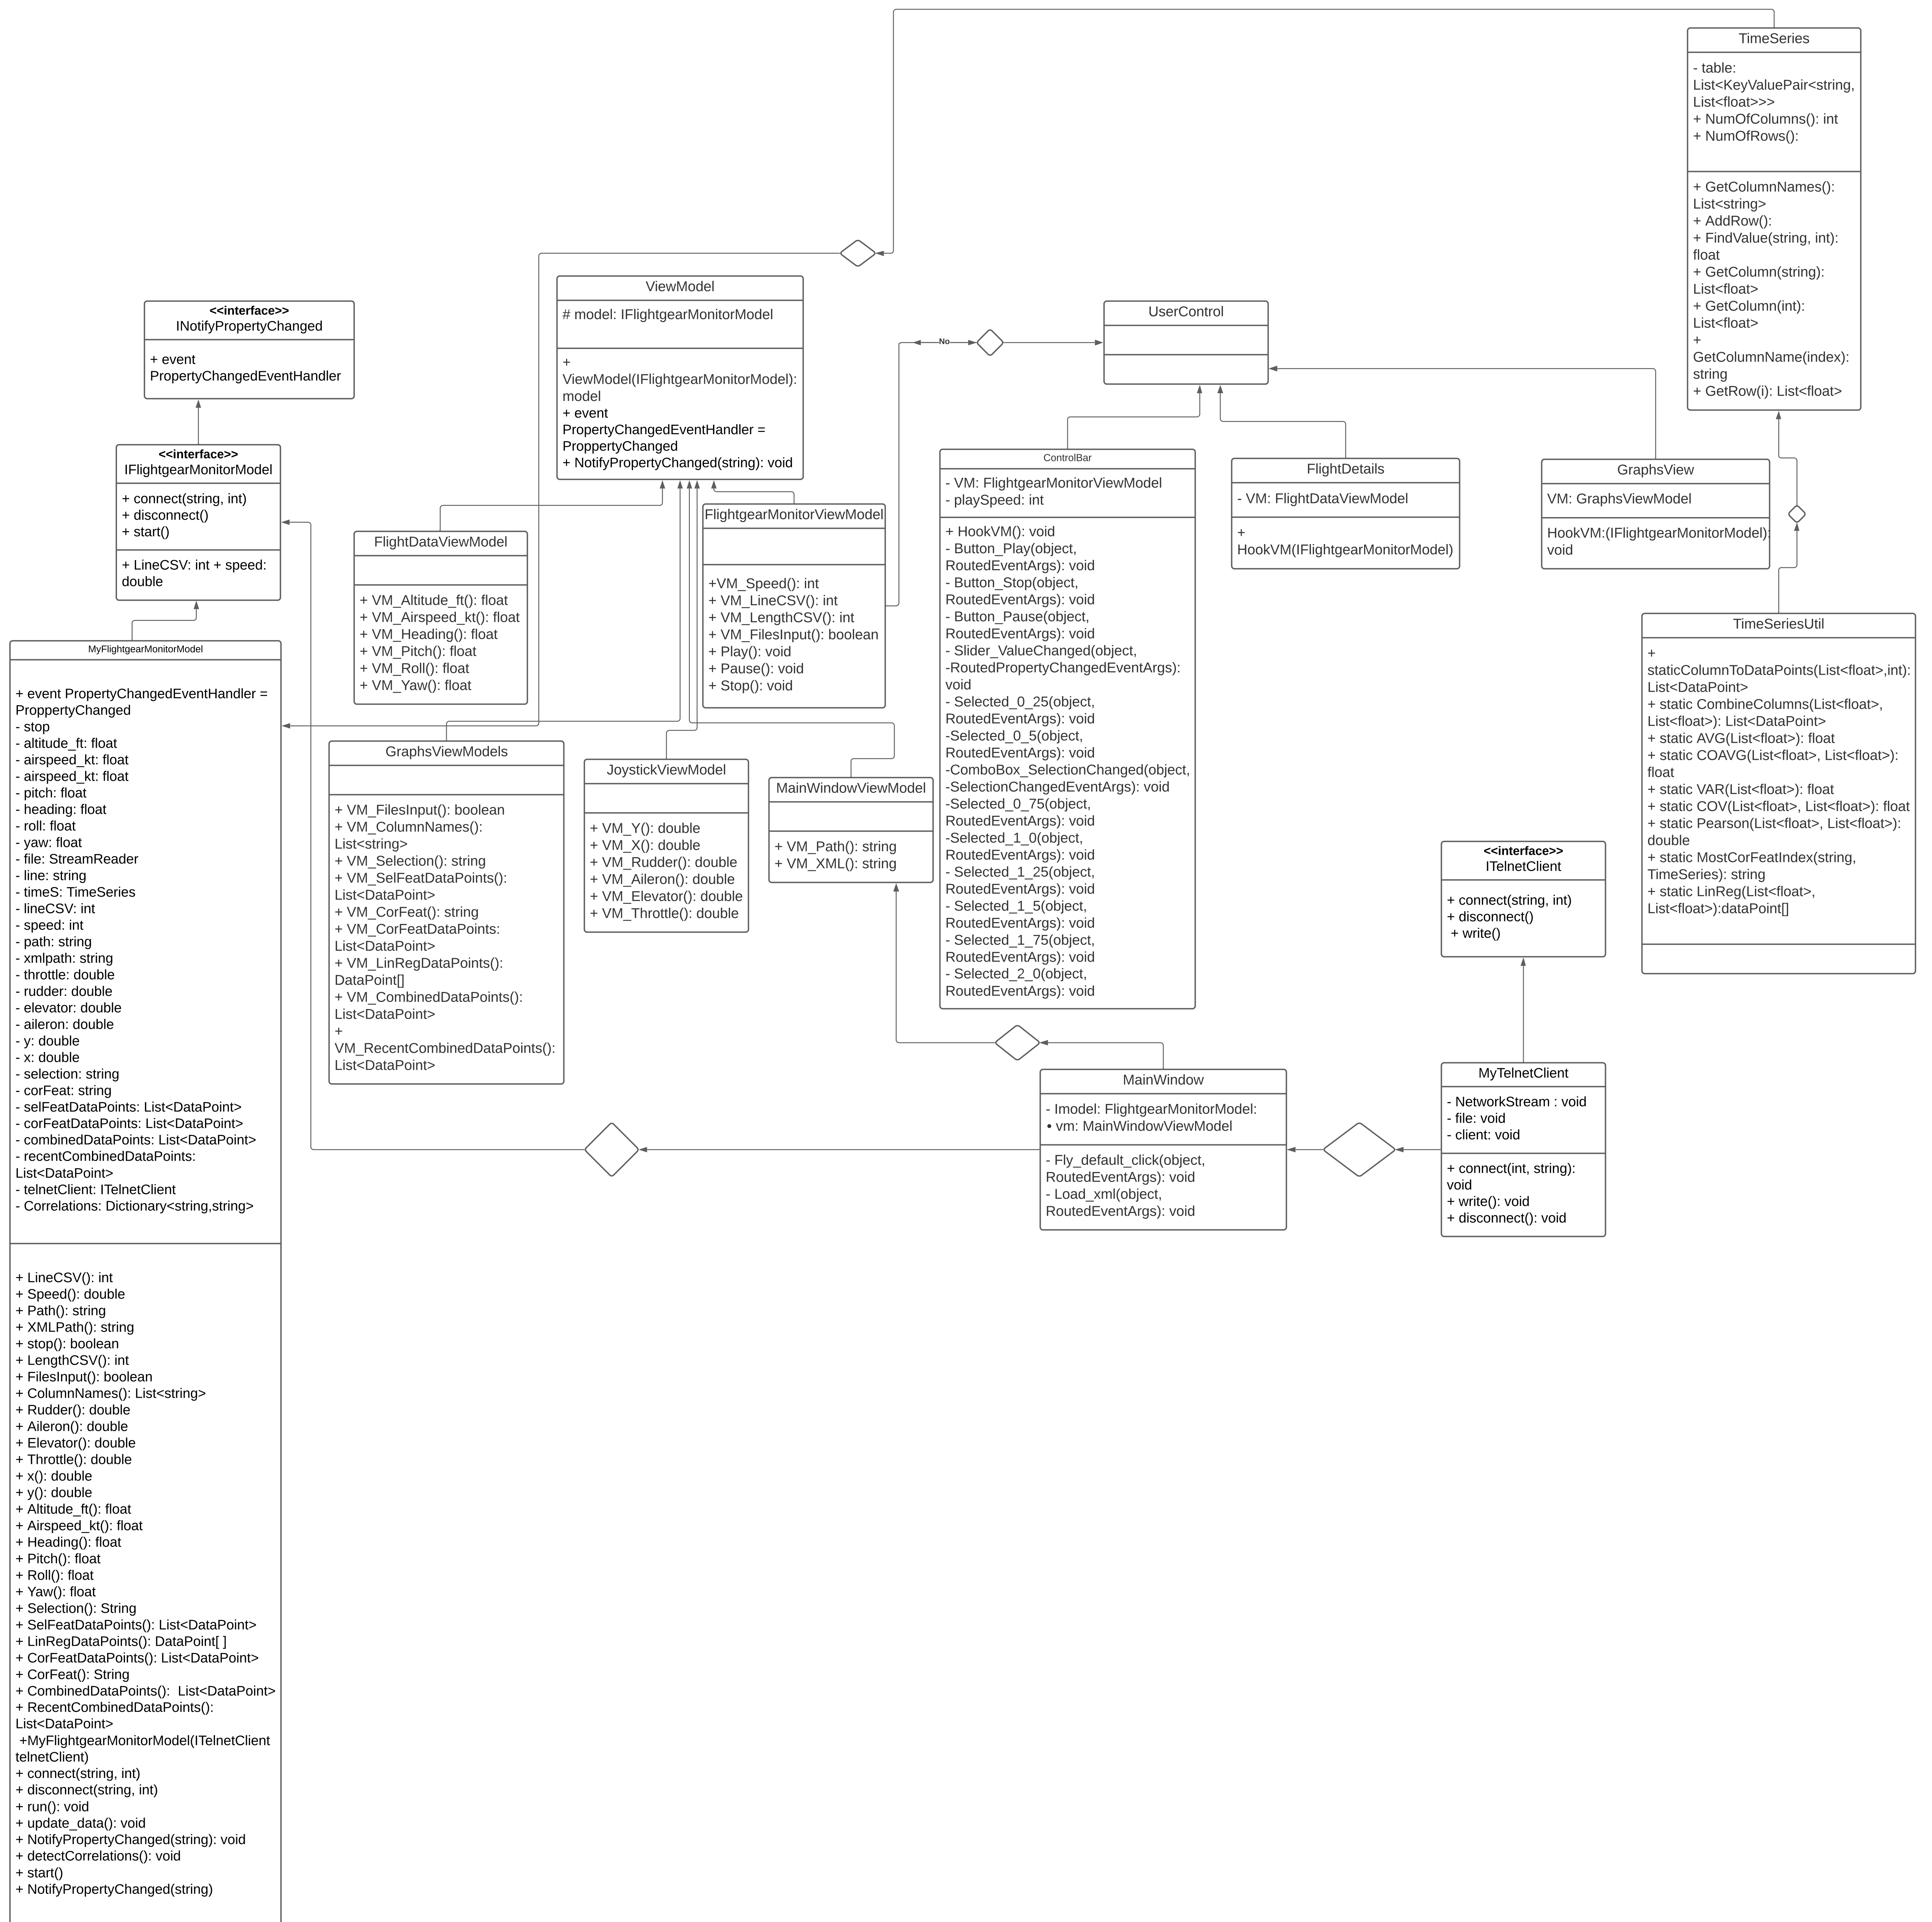 TimeSeries
- table:
List<KeyValuePair<string,
List<float>>>
+ NumOfColumns(): int
+ NumOfRows():
+ GetColumnNames():
List<string>
+ AddRow():
+ FindValue(string, int):
float
+ GetColumn(string):
List<float>
+ GetColumn(int):
List<float>
+
GetColumnName(index):
string
+ GetRow(i): List<float>
ViewModel
# model: IFlightgearMonitorModel
+
ViewModel(IFlightgearMonitorModel):
model
+ event
PropertyChangedEventHandler =
ProppertyChanged
+ NotifyPropertyChanged(string): void
<<interface>>
INotifyPropertyChanged
+ event
PropertyChangedEventHandler
UserControl
No
<<interface>>
IFlightgearMonitorModel
+ connect(string, int)
+ disconnect()
+ start()
+ LineCSV: int + speed:
double
FlightDataViewModel
+ VM_Altitude_ft(): float
+ VM_Airspeed_kt(): float
+ VM_Heading(): float
+ VM_Pitch(): float
+ VM_Roll(): float
+ VM_Yaw(): float
FlightgearMonitorViewModel
+VM_Speed(): int
+ VM_LineCSV(): int
+ VM_LengthCSV(): int
+ VM_FilesInput(): boolean
+ Play(): void
+ Pause(): void
+ Stop(): void
ControlBar
- VM: FlightgearMonitorViewModel
- playSpeed: int
+ HookVM(): void
- Button_Play(object,
RoutedEventArgs): void
- Button_Stop(object,
RoutedEventArgs): void
- Button_Pause(object,
RoutedEventArgs): void
- Slider_ValueChanged(object,
-RoutedPropertyChangedEventArgs):
void
- Selected_0_25(object,
RoutedEventArgs): void
-Selected_0_5(object,
RoutedEventArgs): void
-ComboBox_SelectionChanged(object,
-SelectionChangedEventArgs): void
-Selected_0_75(object,
RoutedEventArgs): void
-Selected_1_0(object,
RoutedEventArgs): void
- Selected_1_25(object,
RoutedEventArgs): void
- Selected_1_5(object,
RoutedEventArgs): void
- Selected_1_75(object,
RoutedEventArgs): void
- Selected_2_0(object,
RoutedEventArgs): void
FlightDetails
- VM: FlightDataViewModel
+
HookVM(IFlightgearMonitorModel)
GraphsView
VM: GraphsViewModel
HookVM:(IFlightgearMonitorModel):
void
TimeSeriesUtil
+
staticColumnToDataPoints(List<float>,int):
List<DataPoint>
+ static CombineColumns(List<float>,
List<float>): List<DataPoint>
+ static AVG(List<float>): float
+ static COAVG(List<float>, List<float>):
float
+ static VAR(List<float>): float
+ static COV(List<float>, List<float>): float
+ static Pearson(List<float>, List<float>):
double
+ static MostCorFeatIndex(string,
TimeSeries): string
+ static LinReg(List<float>,
List<float>):dataPoint[]
MyFlightgearMonitorModel
+ event PropertyChangedEventHandler =
ProppertyChanged
- stop
- altitude_ft: float
- airspeed_kt: float
- airspeed_kt: float
- pitch: float
- heading: float
- roll: float
- yaw: float
- file: StreamReader
- line: string
- timeS: TimeSeries
- lineCSV: int
- speed: int
- path: string
- xmlpath: string
- throttle: double
- rudder: double
- elevator: double
- aileron: double
- y: double
- x: double
- selection: string
- corFeat: string
- selFeatDataPoints: List<DataPoint>
- corFeatDataPoints: List<DataPoint>
- combinedDataPoints: List<DataPoint>
- recentCombinedDataPoints:
List<DataPoint>
- telnetClient: ITelnetClient
- Correlations: Dictionary<string,string>
+ LineCSV(): int
+ Speed(): double
+ Path(): string
+ XMLPath(): string
+ stop(): boolean
+ LengthCSV(): int
+ FilesInput(): boolean
+ ColumnNames(): List<string>
+ Rudder(): double
+ Aileron(): double
+ Elevator(): double
+ Throttle(): double
+ x(): double
+ y(): double
+ Altitude_ft(): float
+ Airspeed_kt(): float
+ Heading(): float
+ Pitch(): float
+ Roll(): float
+ Yaw(): float
+ Selection(): String
+ SelFeatDataPoints(): List<DataPoint>
+ LinRegDataPoints(): DataPoint[ ]
+ CorFeatDataPoints(): List<DataPoint>
+ CorFeat(): String
+ CombinedDataPoints():  List<DataPoint>
+ RecentCombinedDataPoints():
List<DataPoint>
+MyFlightgearMonitorModel(ITelnetClient
telnetClient)
+ connect(string, int)
+ disconnect(string, int)
+ run(): void
+ update_data(): void
+ NotifyPropertyChanged(string): void
+ detectCorrelations(): void
+ start()
+ NotifyPropertyChanged(string)
GraphsViewModels
+ VM_FilesInput(): boolean
+ VM_ColumnNames():
List<string>
+ VM_Selection(): string
+ VM_SelFeatDataPoints():
List<DataPoint>
+ VM_CorFeat(): string
+ VM_CorFeatDataPoints:
List<DataPoint>
+ VM_LinRegDataPoints():
DataPoint[]
+ VM_CombinedDataPoints():
List<DataPoint>
+
VM_RecentCombinedDataPoints():
List<DataPoint>
JoystickViewModel
+ VM_Y(): double
+ VM_X(): double
+ VM_Rudder(): double
+ VM_Aileron(): double
+ VM_Elevator(): double
+ VM_Throttle(): double
MainWindowViewModel
+ VM_Path(): string
+ VM_XML(): string
<<interface>>
ITelnetClient
+ connect(string, int)
+ disconnect()
+ write()
MainWindow
- Imodel: FlightgearMonitorModel:
• vm: MainWindowViewModel
- Fly_default_click(object,
RoutedEventArgs): void
- Load_xml(object,
RoutedEventArgs): void
MyTelnetClient
- NetworkStream : void
- file: void
- client: void
+ connect(int, string):
void
+ write(): void
+ disconnect(): void